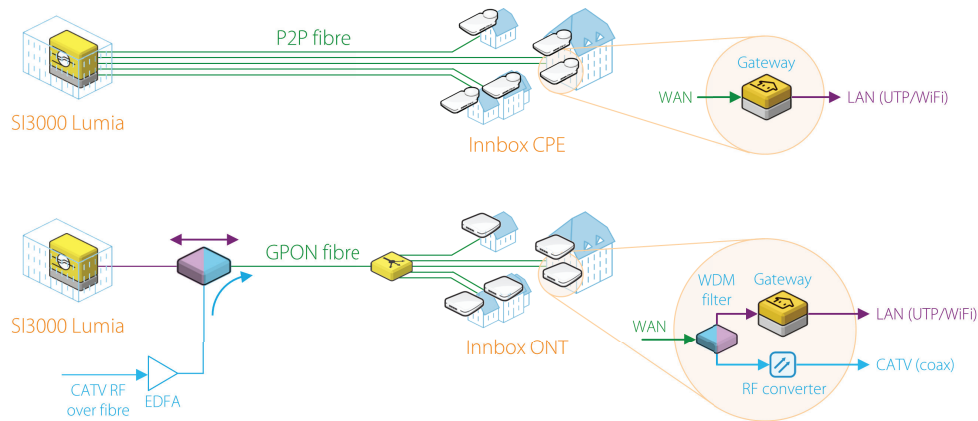 P2P fibre
SI3000 Lumia
Innbox CPE
Gateway
WAN
LAN (UTP/WiFi)
GPON fibre
SI3000 Lumia
CATV RF
over fibre
EDFA
Innbox ONT
WAN
WDM
filter
Gateway
LAN (UTP/WiFi)
RF converter
CATV (coax)